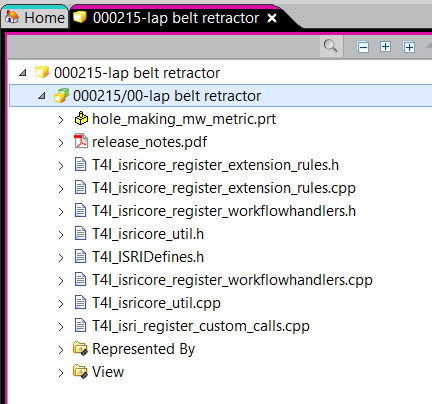 Home
000215-lap belt retractor
000215-lap belt retractor
000215/00-lap belt retractor
hole_making_mw_metric.prt
release_notes.pdf
T4I_isricore_register_extension_rules.h
T4I_isricore_register_extension_rules.cpp
T4I_isricore_register_workflowhandlers.h
T4I_isricore_util.h
T4I_ISRIDefines.h
T4I_isricore_register_workflowhandlers.cpp
T4I_isricore_util.cpp
T4I_isri_register_custom_calls.cpp
Represented By
View